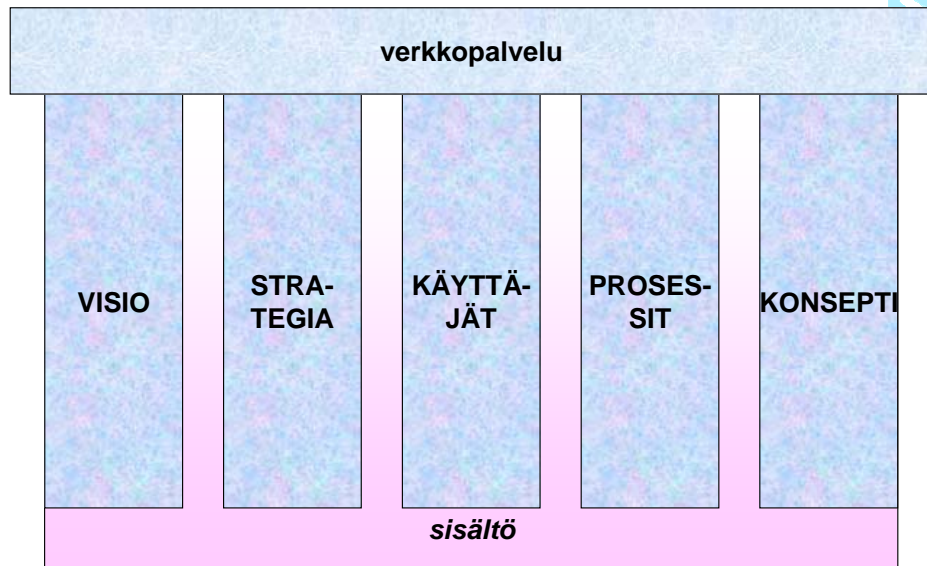 verkkopalvelu
VISIO
STRA-
TEGIA
KÄYTTÄ-
JÄT
PROSES-
SIT
KONSEPTI
sisältö